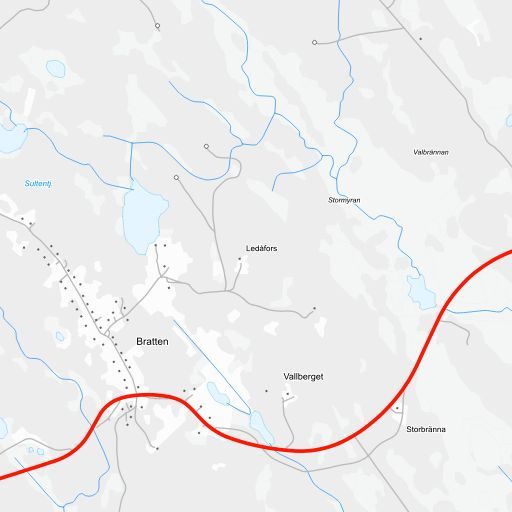 Valbrännan
Sultentj.
Stormyran
Ledåfors
Bratten
Vallberget
Storbränna